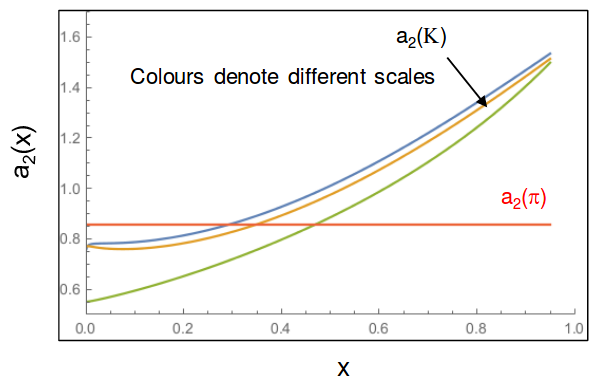 1.6
a₂(K)
Colours denote different scales
1.4
1.2
a₂(x)
1.0
a₂(π)
0.8
0.6
0.0 0.2 0.4 0.6 0.8 1.0
x